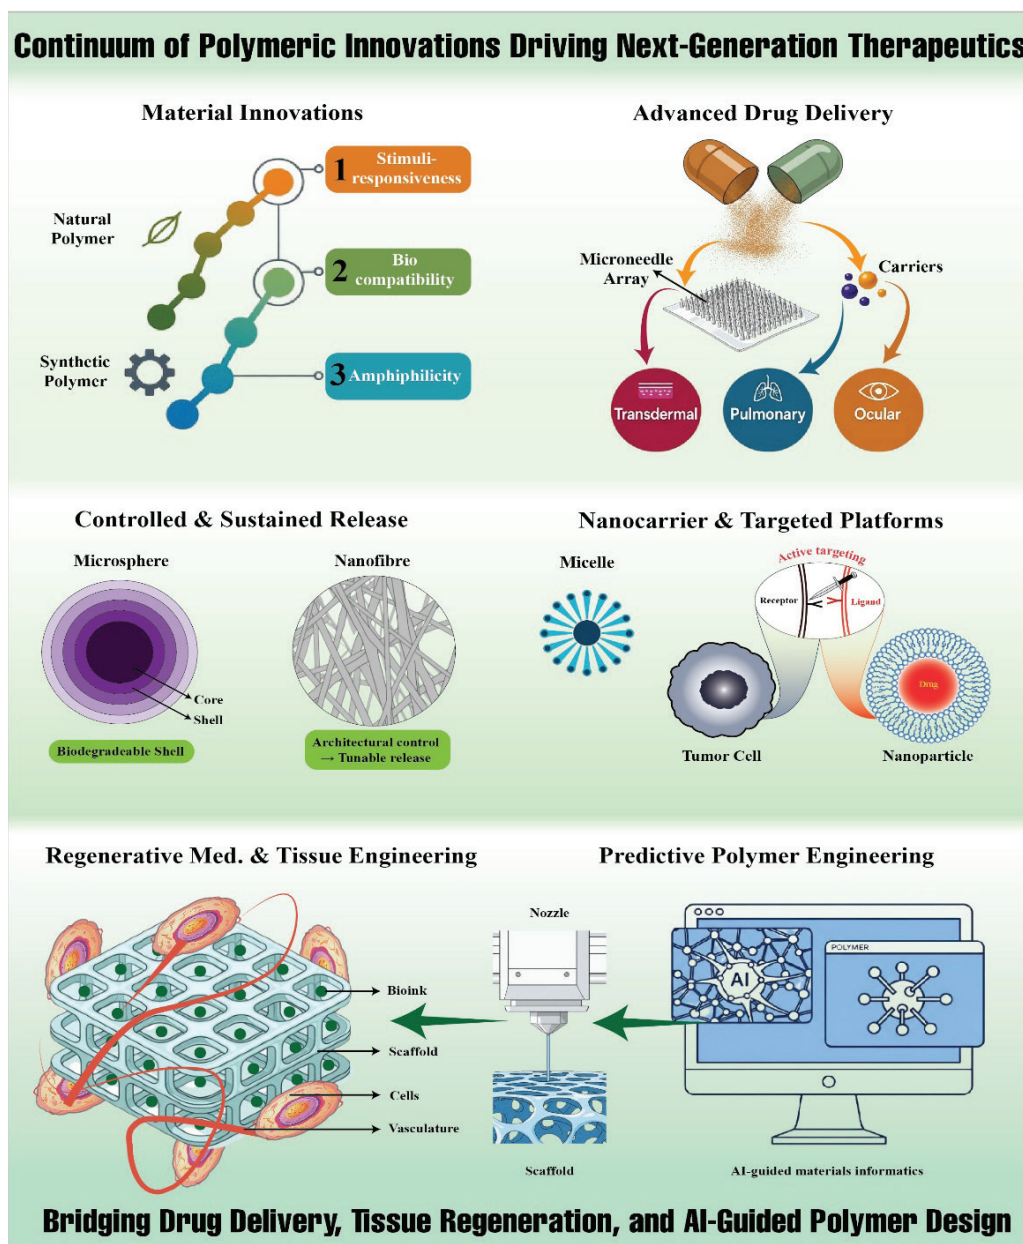 Continuum of Polymeric Innovations Driving Next-Generation Therapeutics
Material Innovations
1 Stimuli-
responsiveness
Natural
Polymer
2 Bio
compatibility
Synthetic
Polymer
3 Amphiphilicity
Advanced Drug Delivery
Microneedle
Array
Carriers
Transdermal
Pulmonary
Ocular
Controlled & Sustained Release
Microsphere
Core
Shell
Biodegradeable Shell
Nanofibre
Architectural control
→ Tunable release
Nanocarrier & Targeted Platforms
Micelle
Active targeting
Receptor
Ligand
Drug
Tumor Cell
Nanoparticle
Regenerative Med. & Tissue Engineering
Bioink
Scaffold
Cells
Vasculature
Predictive Polymer Engineering
Nozzle
Scaffold
AI
POLYMER
AI-guided materials informatics
Bridging Drug Delivery, Tissue Regeneration, and AI-Guided Polymer Design